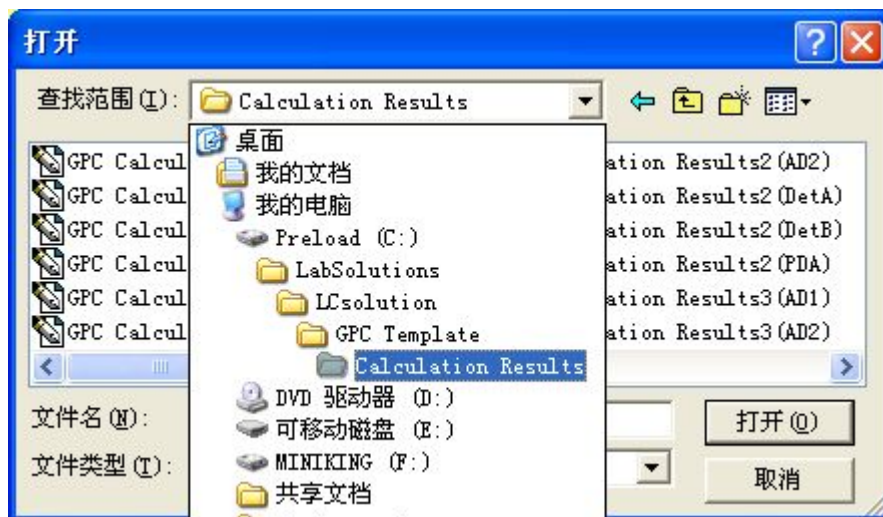 打开
查找范围(I): Calculation Results
桌面
我的文档
我的电脑
Preload (C:)
LabSolutions
LCsolution
GPC Template
Calculation Results
DVD 驱动器 (D:)
可移动磁盘 (E:)
MINIKING (F:)
共享文档
GPC Calcul
GPC Calcul
GPC Calcul
GPC Calcul
GPC Calcul
GPC Calcul
ation Results2(AD2)
ation Results2(DetA)
ation Results2(DetB)
ation Results2(PDA)
ation Results3(AD1)
ation Results3(AD2)
文件名(N):
打开(O)
文件类型(T):
取消